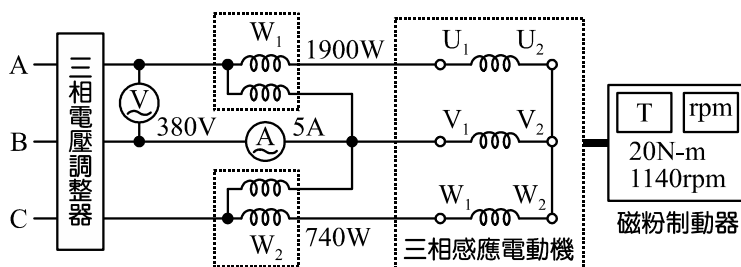 A
B
C
三相電壓調整器
V
380V
W1
1900W
A
5A
W2
740W
U1
U2
V1
V2
W1
W2
三相感應電動機
T
rpm
20N-m
1140rpm
磁粉制動器